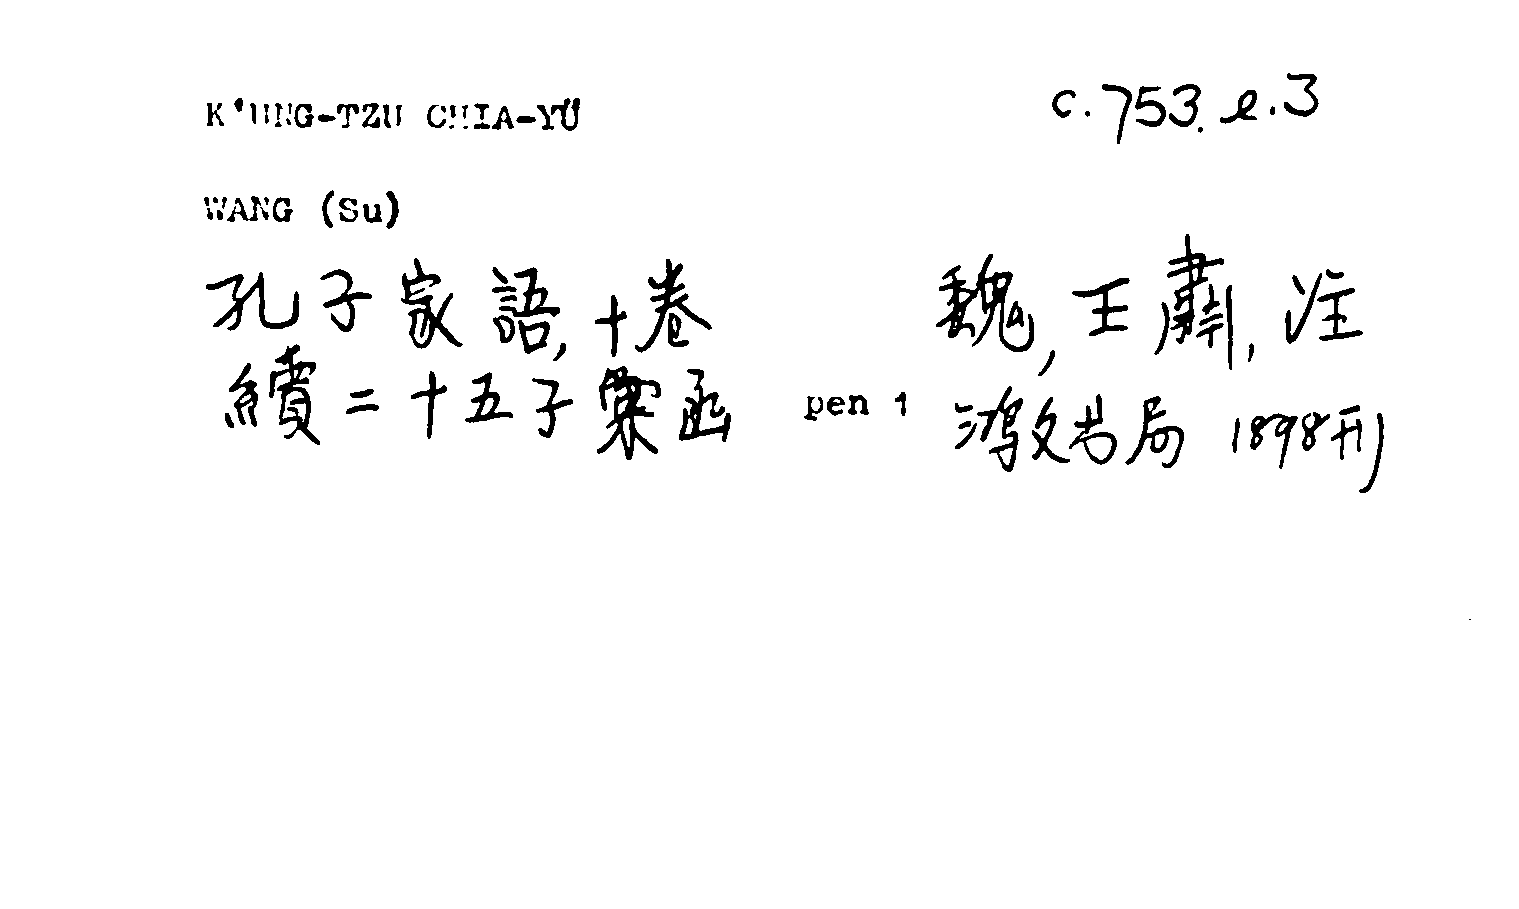 K'UNG-TZU CHIA-YÜ c.753.e.3
WANG (Su)
孔子家語,十卷 魏,王肅,注
續二十五子彙函 pen 1 鸿文书局 1898刊